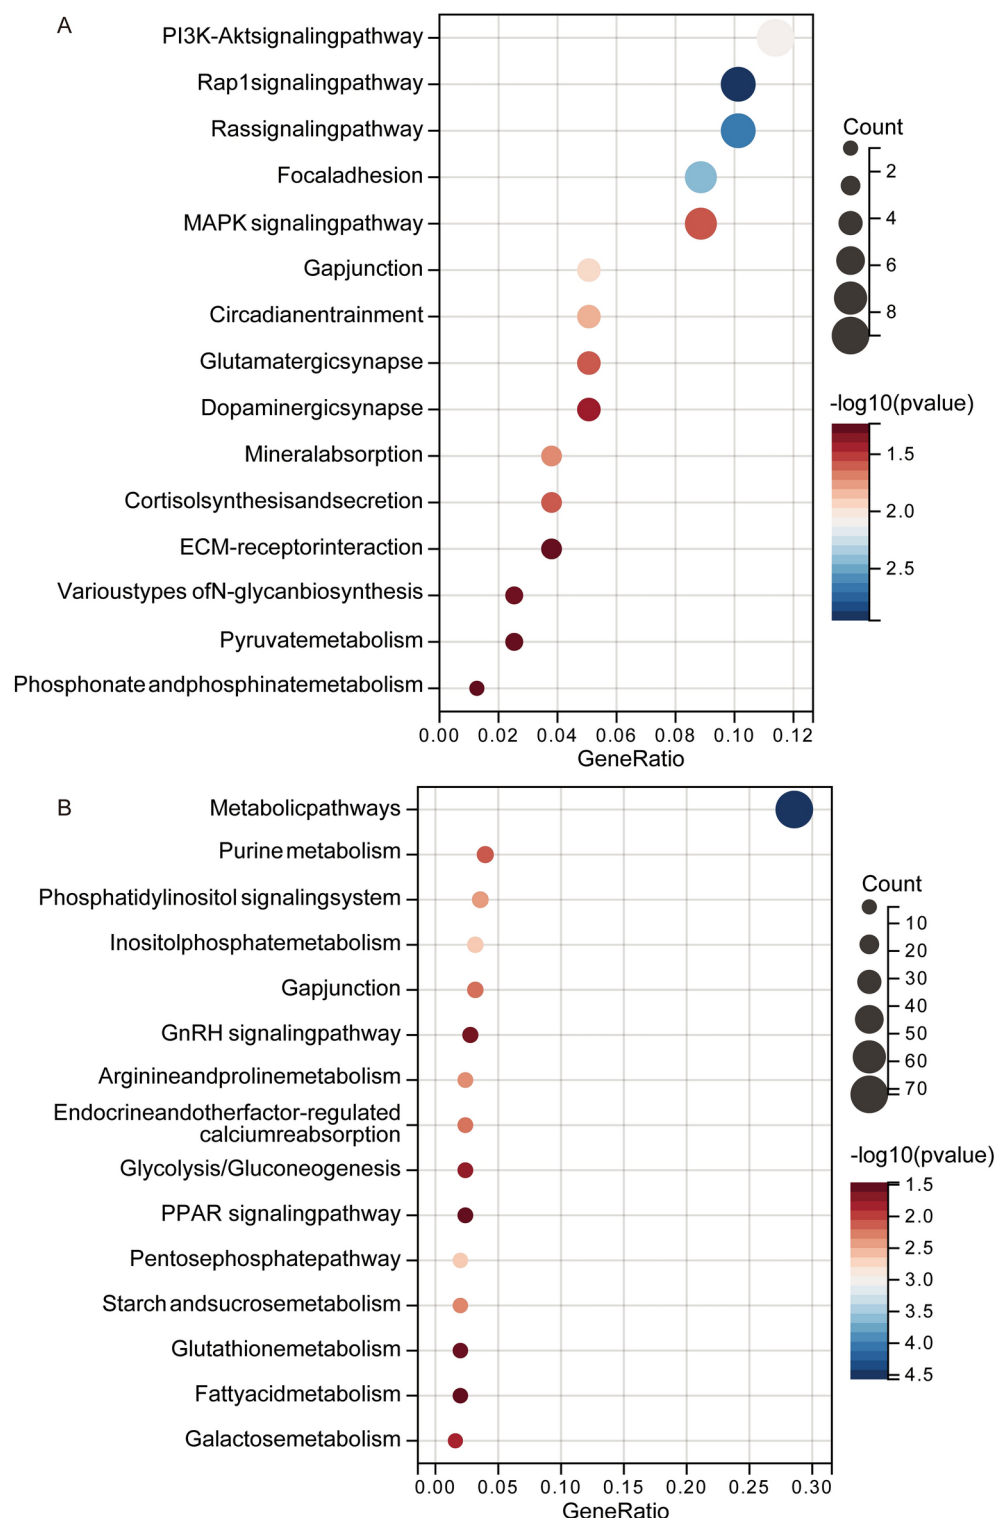 A
PI3K-Aktsignalingpathway
Rap1signalingpathway
Rassignalingpathway
Focaladhesion
MAPK signalingpathway
Gapjunction
Circadianentrainment
Glutamatergicsynapse
Dopaminergicsynapse
Mineralabsorption
Cortisolsynthesisandsecretion
ECM-receptorinteraction
Varioustypes ofN-glycanbiosynthesis
Pyruvatemetabolism
Phosphonate andphosphinatemetabolism
0.00 0.02 0.04 0.06 0.08 0.10 0.12
GeneRatio
Count
2
4
6
8
-log10(pvalue)
1.5
2.0
2.5
B
Metabolicpathways
Purine metabolism
Phosphatidylinositol signalingsystem
Inositolphosphatemetabolism
Gapjunction
GnRH signalingpathway
Arginineandprolinemetabolism
Endocrineandotherfactor-regulated
calciumreabsorption
Glycolysis/Gluconeogenesis
PPAR signalingpathway
Pentosephosphatepathway
Starch andsucrosemetabolism
Glutathionemetabolism
Fattyacidmetabolism
Galactosemetabolism
0.00 0.05 0.10 0.15 0.20 0.25 0.30
GeneRatio
Count
10
20
30
40
50
60
70
-log10(pvalue)
1.5
2.0
2.5
3.0
3.5
4.0
4.5